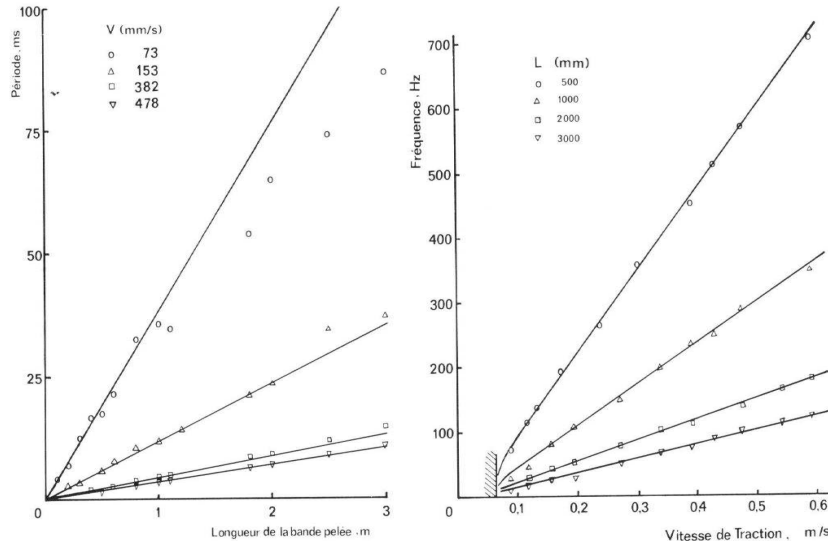 100
Période . ms
75
50
25
0
V (mm/s)
○ 73
△ 153
□ 382
▽ 478
1 2 3
Longueur de la bande pelée . m
700
600
500
400
300
200
100
0
Fréquence . Hz
L (mm)
○ 500
△ 1000
□ 2000
▽ 3000
0,1 0,2 0,3 0,4 0,5 0,6
Vitesse de Traction . m/s